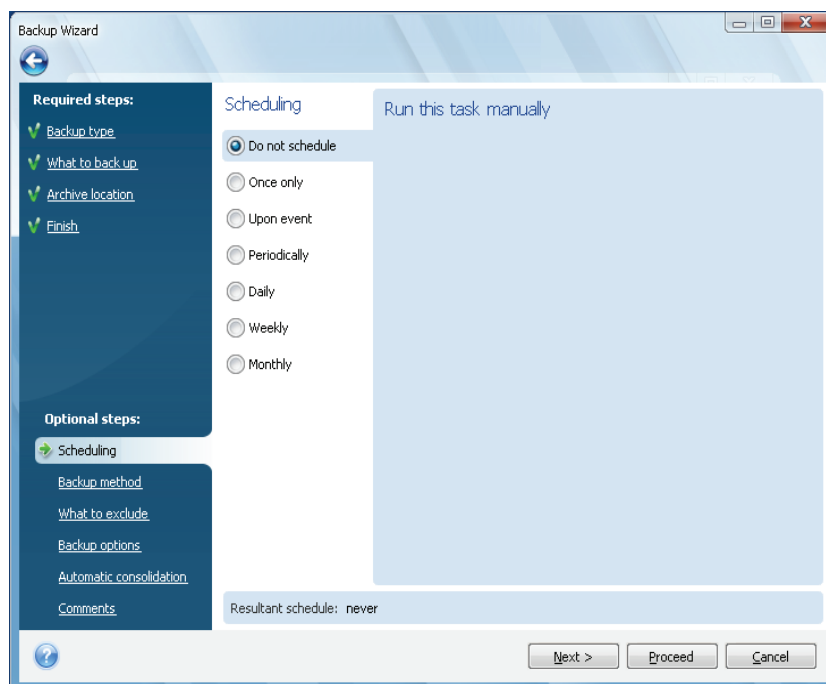 Backup Wizard
Required steps:
Backup type
What to back up
Archive location
Finish
Optional steps:
Scheduling
Backup method
What to exclude
Backup options
Automatic consolidation
Comments
Scheduling
Do not schedule
Once only
Upon event
Periodically
Daily
Weekly
Monthly
Run this task manually
Resultant schedule: never
Next >
Proceed
Cancel